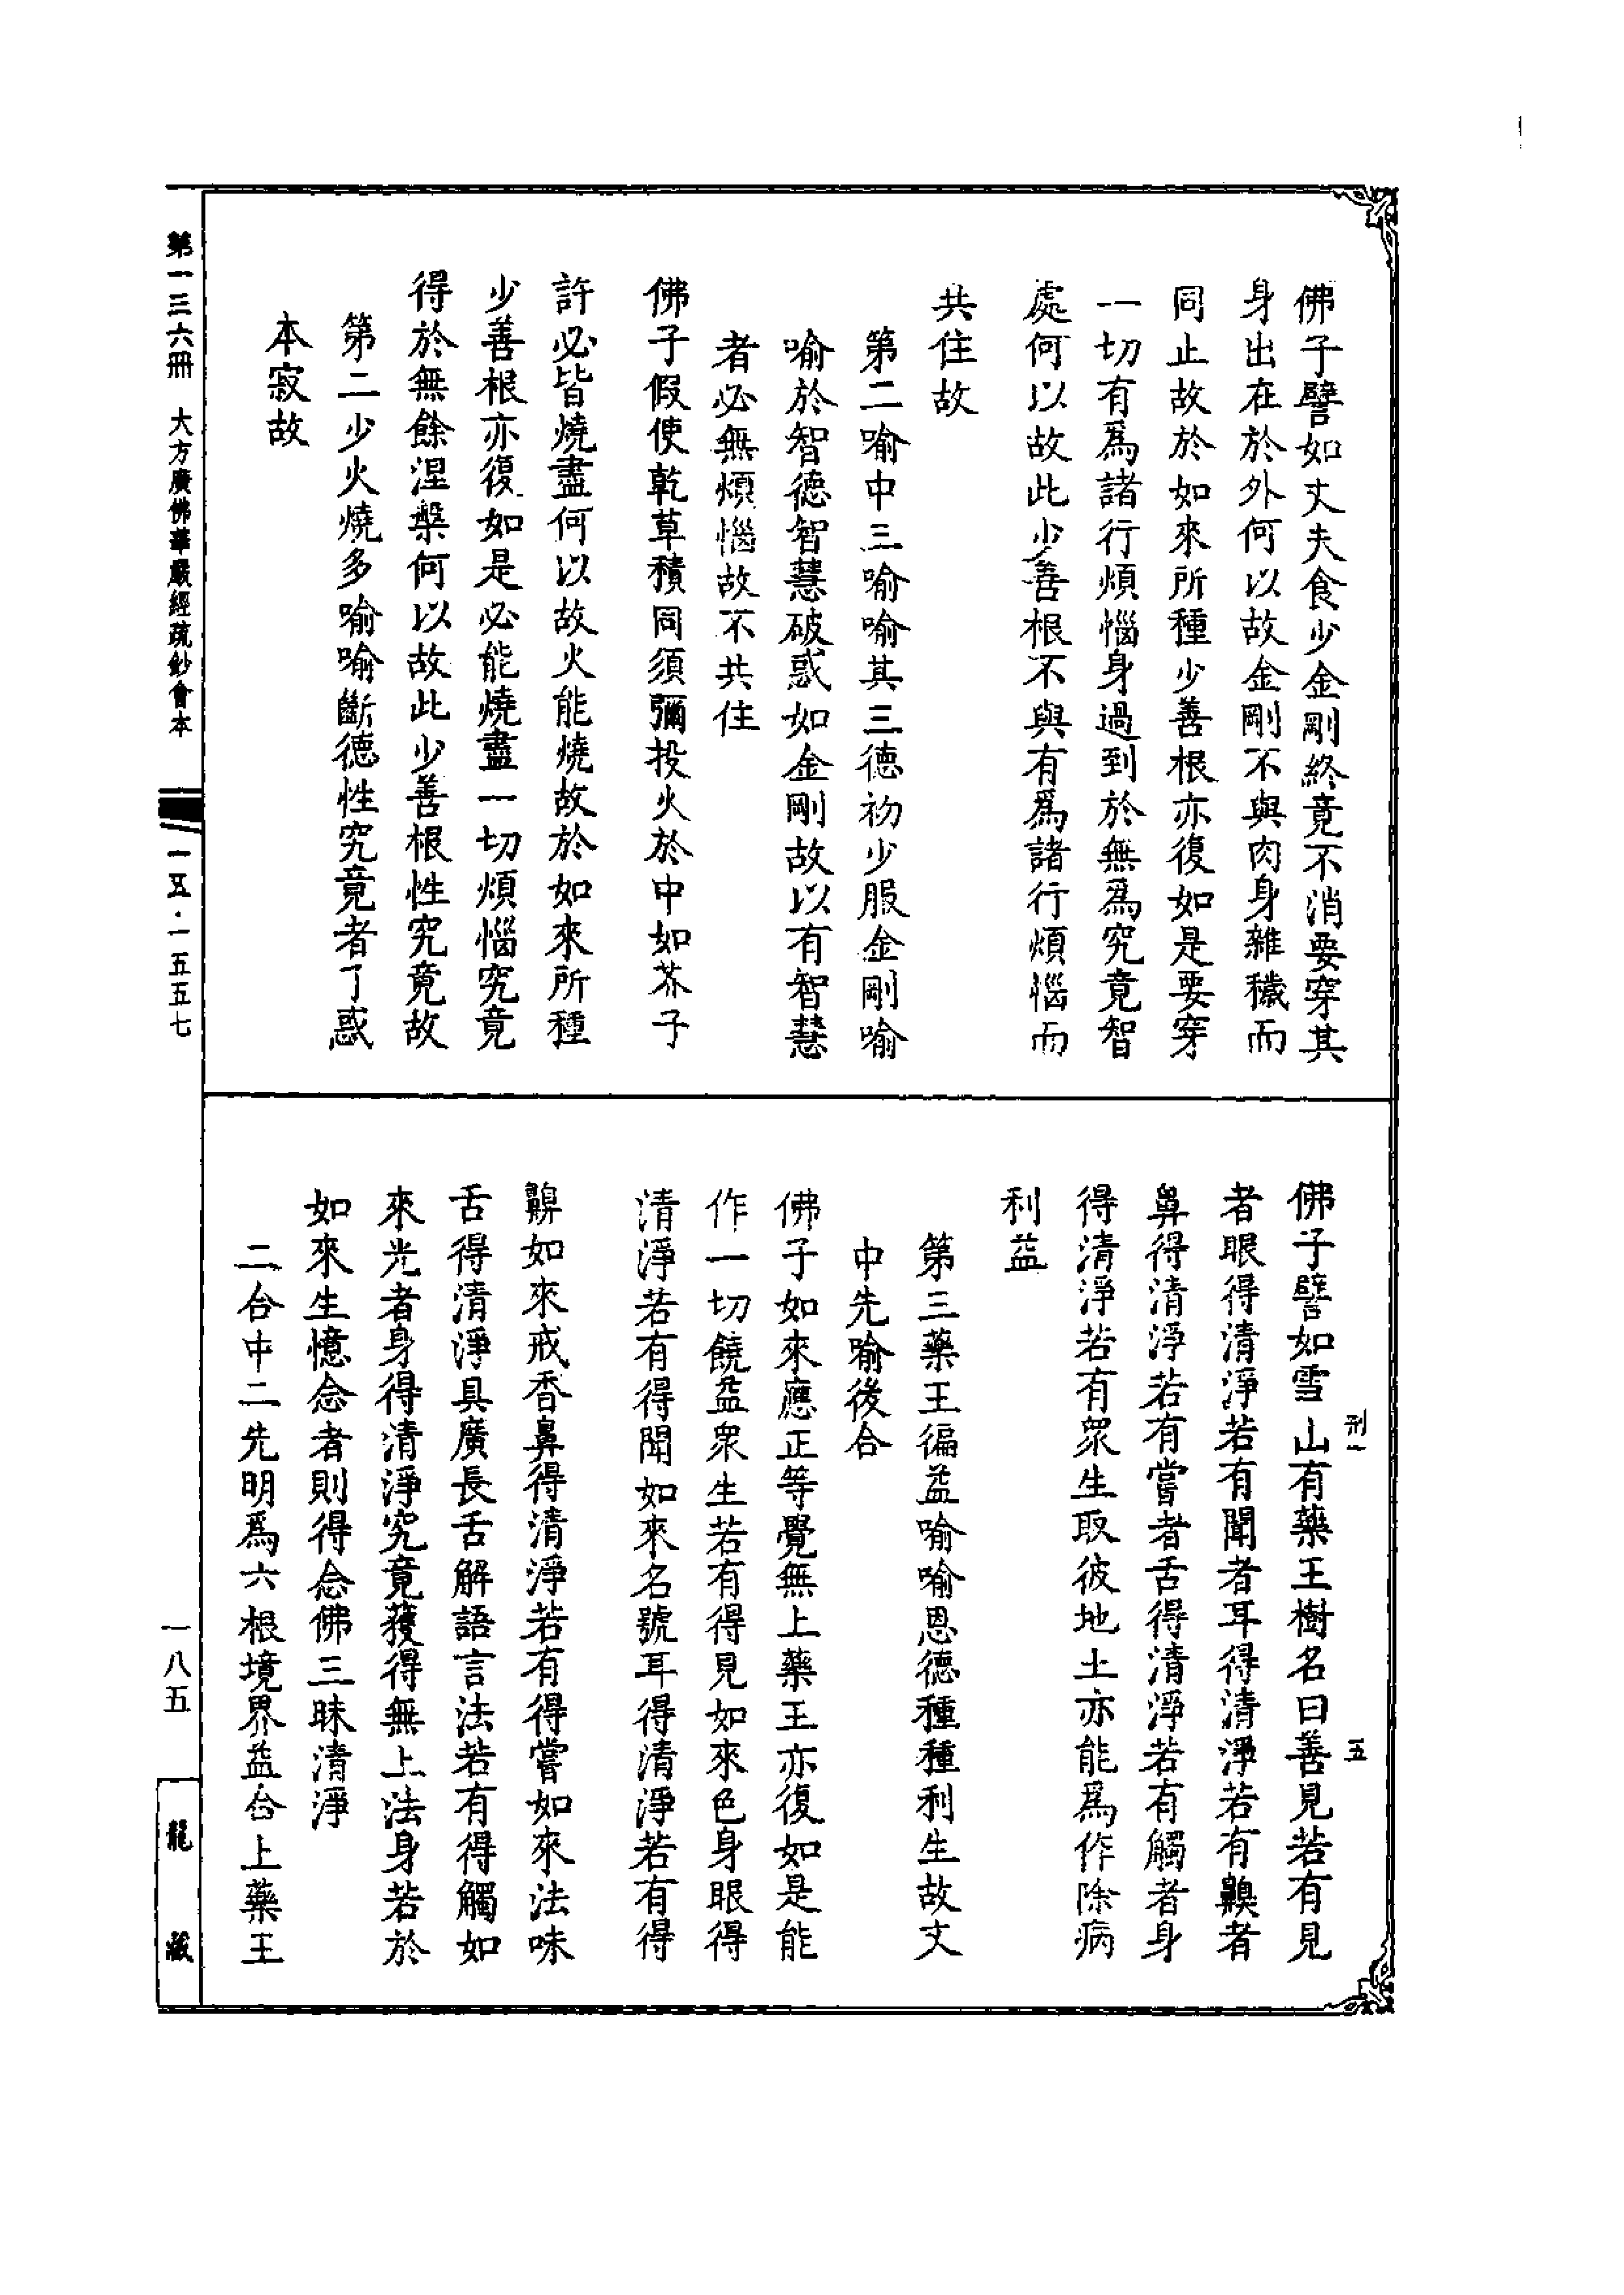 佛子譬如丈夫食少金剛終竟不消要穿其
身出在於外何以故金剛不與肉身雜穢而
同止故於如來所種少善根亦復如是要穿
一切有爲諸行煩惱身過到於無爲究竟智
處何以故此少善根不與有爲諸行煩惱而
共住故
第二喻中三喻喻其三德初少服金剛喻
喻於智德智慧破惑如金剛故以有智慧
者必無煩惱故不共住
佛子假使乾草積同須彌投火於中如芥子
許必皆燒盡何以故火能燒故於如來所種
少善根亦復如是必能燒盡一切煩惱究竟
得於無餘涅槃何以故此少善根性究竟故
第二少火燒多喻喻斷德性究竟者了惑
本寂故
佛子譬如雪山有藥王樹名曰善見若有見
者眼得清淨若有聞者耳得清淨若有齅者
鼻得清淨若有嘗者舌得清淨若有觸者身
得清淨若有衆生取彼地土亦能爲作除病
利益
第三藥王徧益喻喻恩德種種利生故文
中先喻後合
佛子如來應正等覺無上藥王亦復如是能
作一切饒益衆生若有得見如來色身眼得
清淨若有得聞如來名號耳得清淨若有得
齅如來戒香鼻得清淨若有得嘗如來法味
舌得清淨具廣長舌解語言法若有得觸如
來光者身得清淨究竟獲得無上法身若於
如來生憶念者則得念佛三昧清淨
二合中二先明爲六根境界益合上藥王
刑一
五
第一三六冊 大方廣佛華嚴經疏鈔會本
一五·一五五七
一八五
龍藏